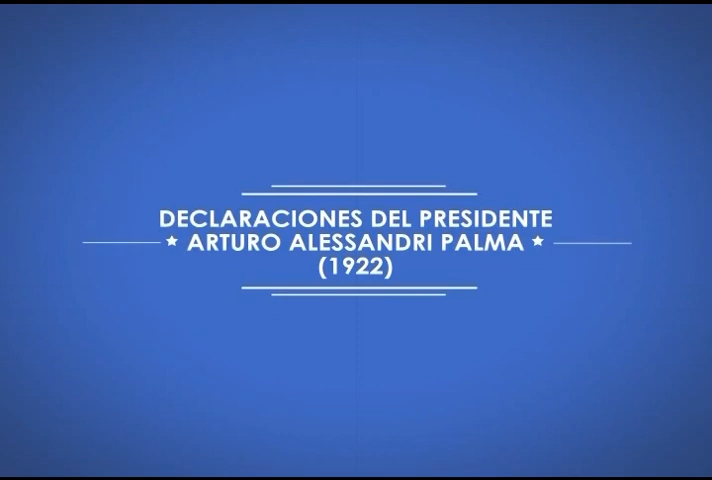 DECLARACIONES DEL PRESIDENTE
ARTURO ALESSANDRI PALMA
(1922)